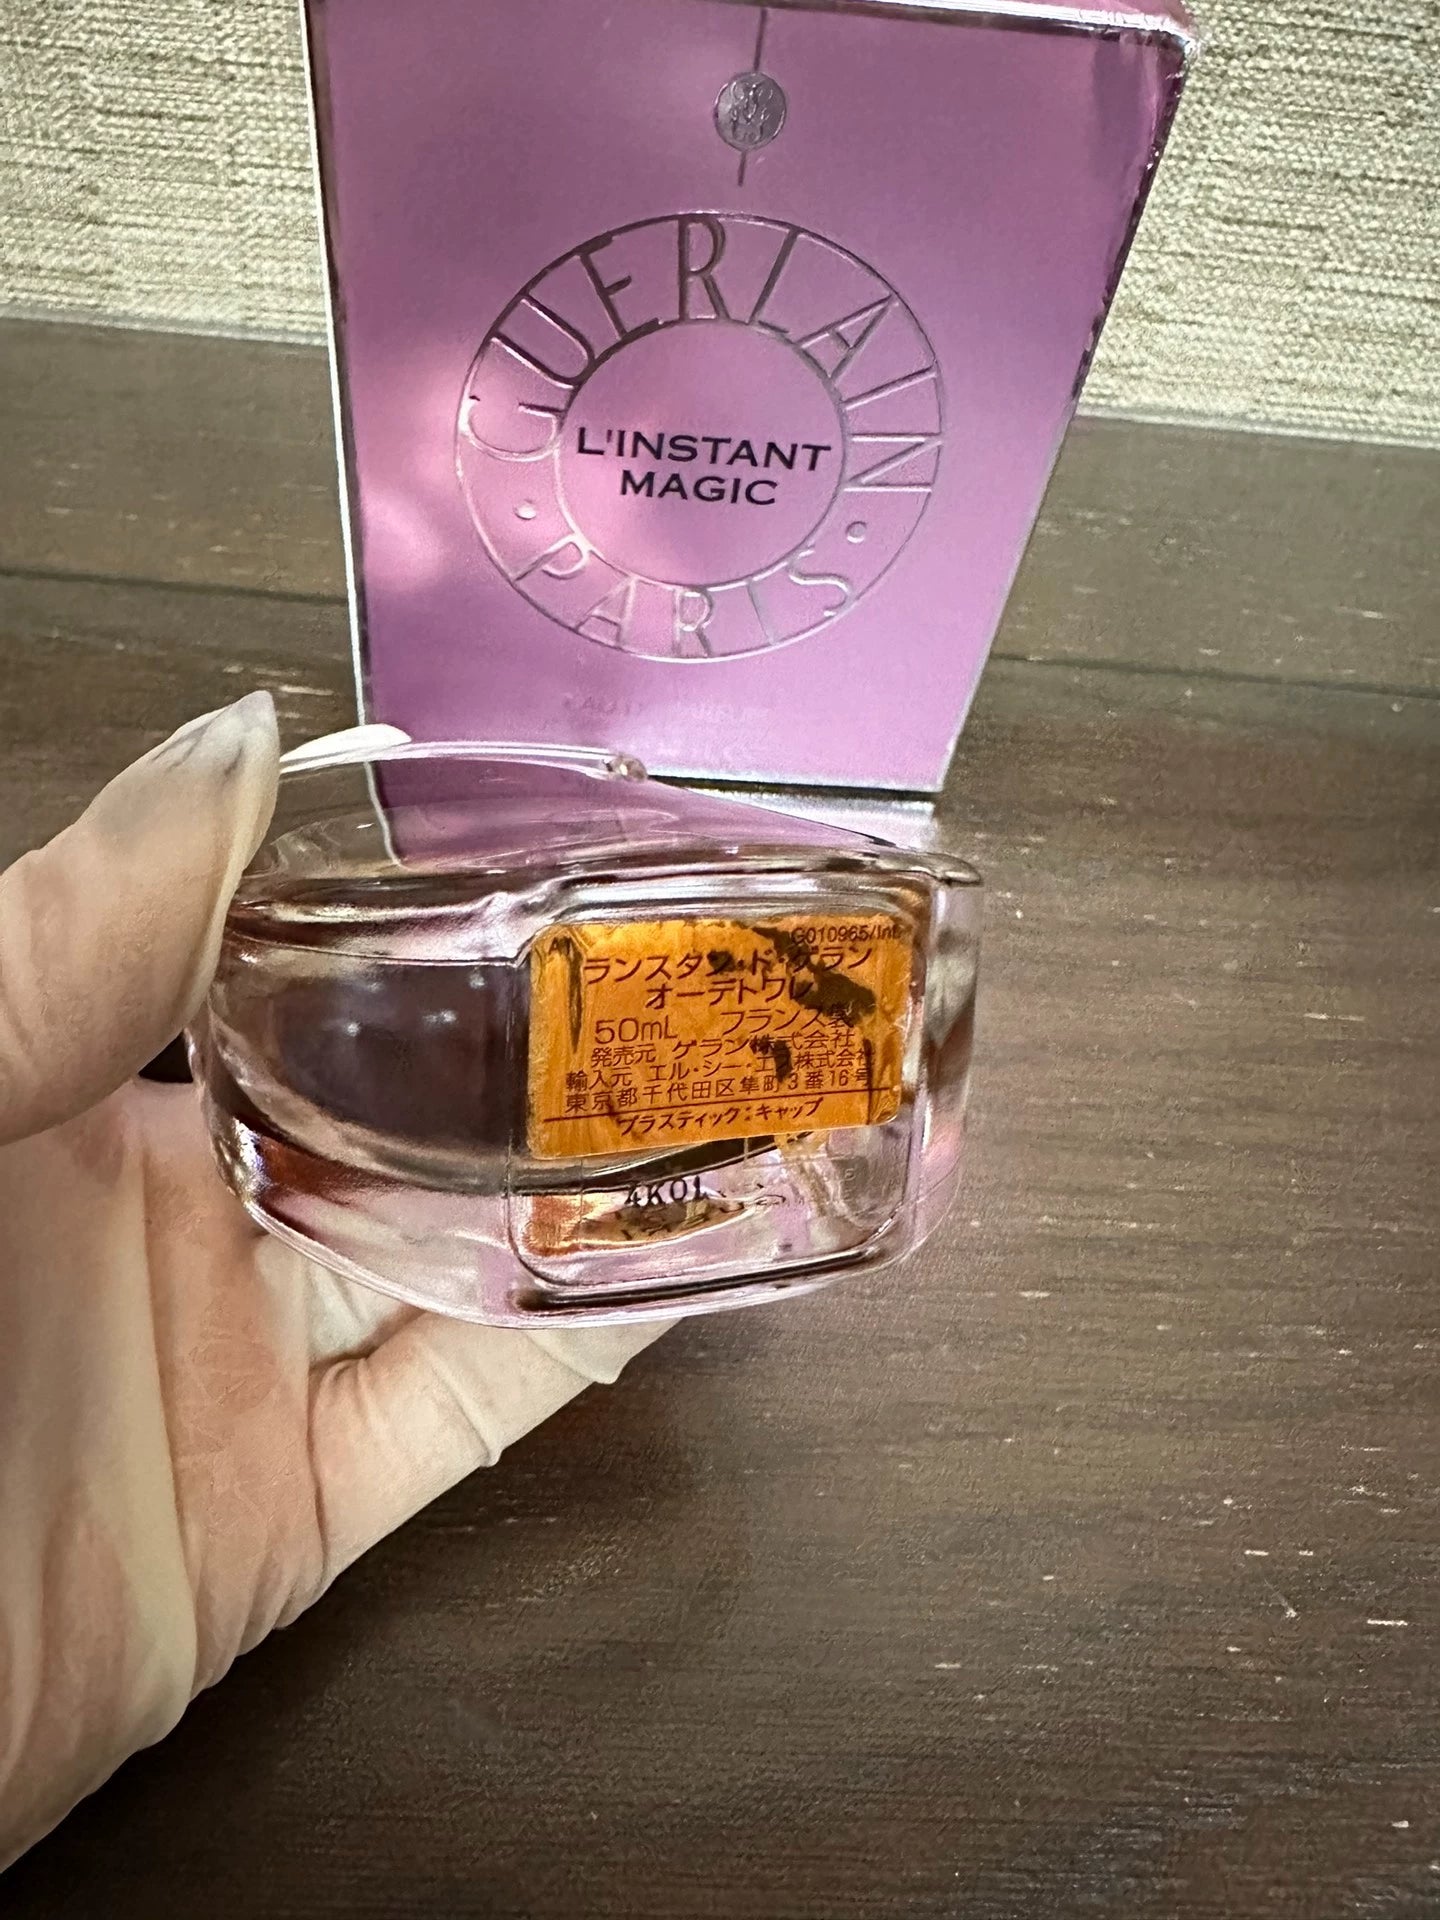 GUERLAIN
L'INSTANT
MAGIC
· PARIS ·
G010965/Int
ランスタン・ド・ゲラン
オーデトワレ
50mL フランス製
発売元 ゲラン株式会社
輸入元 エル・シー・エー株式会社
東京都千代田区隼町3番16号
プラスティック:キャップ
4K01